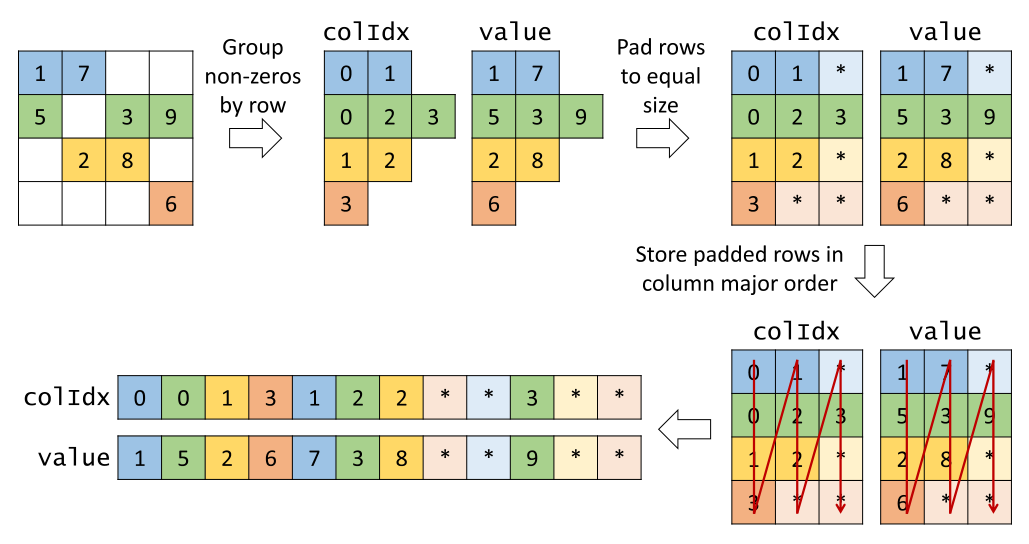 colIdx value colIdx value
Group non-zeros by row
Pad rows to equal size
1 7
5 3 9
2 8
6
0 1
0 2 3
1 2
3
1 7
5 3 9
2 8
6
0 1 *
0 2 3
1 2 *
3 * *
1 7 *
5 3 9
2 8 *
6 * *
Store padded rows in
column major order
colIdx value
0 1 *
0 2 3
1 2 *
3 * *
1 7 *
5 3 9
2 8 *
6 * *
colIdx 0 0 1 3 1 2 2 * * 3 * *
value 1 5 2 6 7 3 8 * * 9 * *